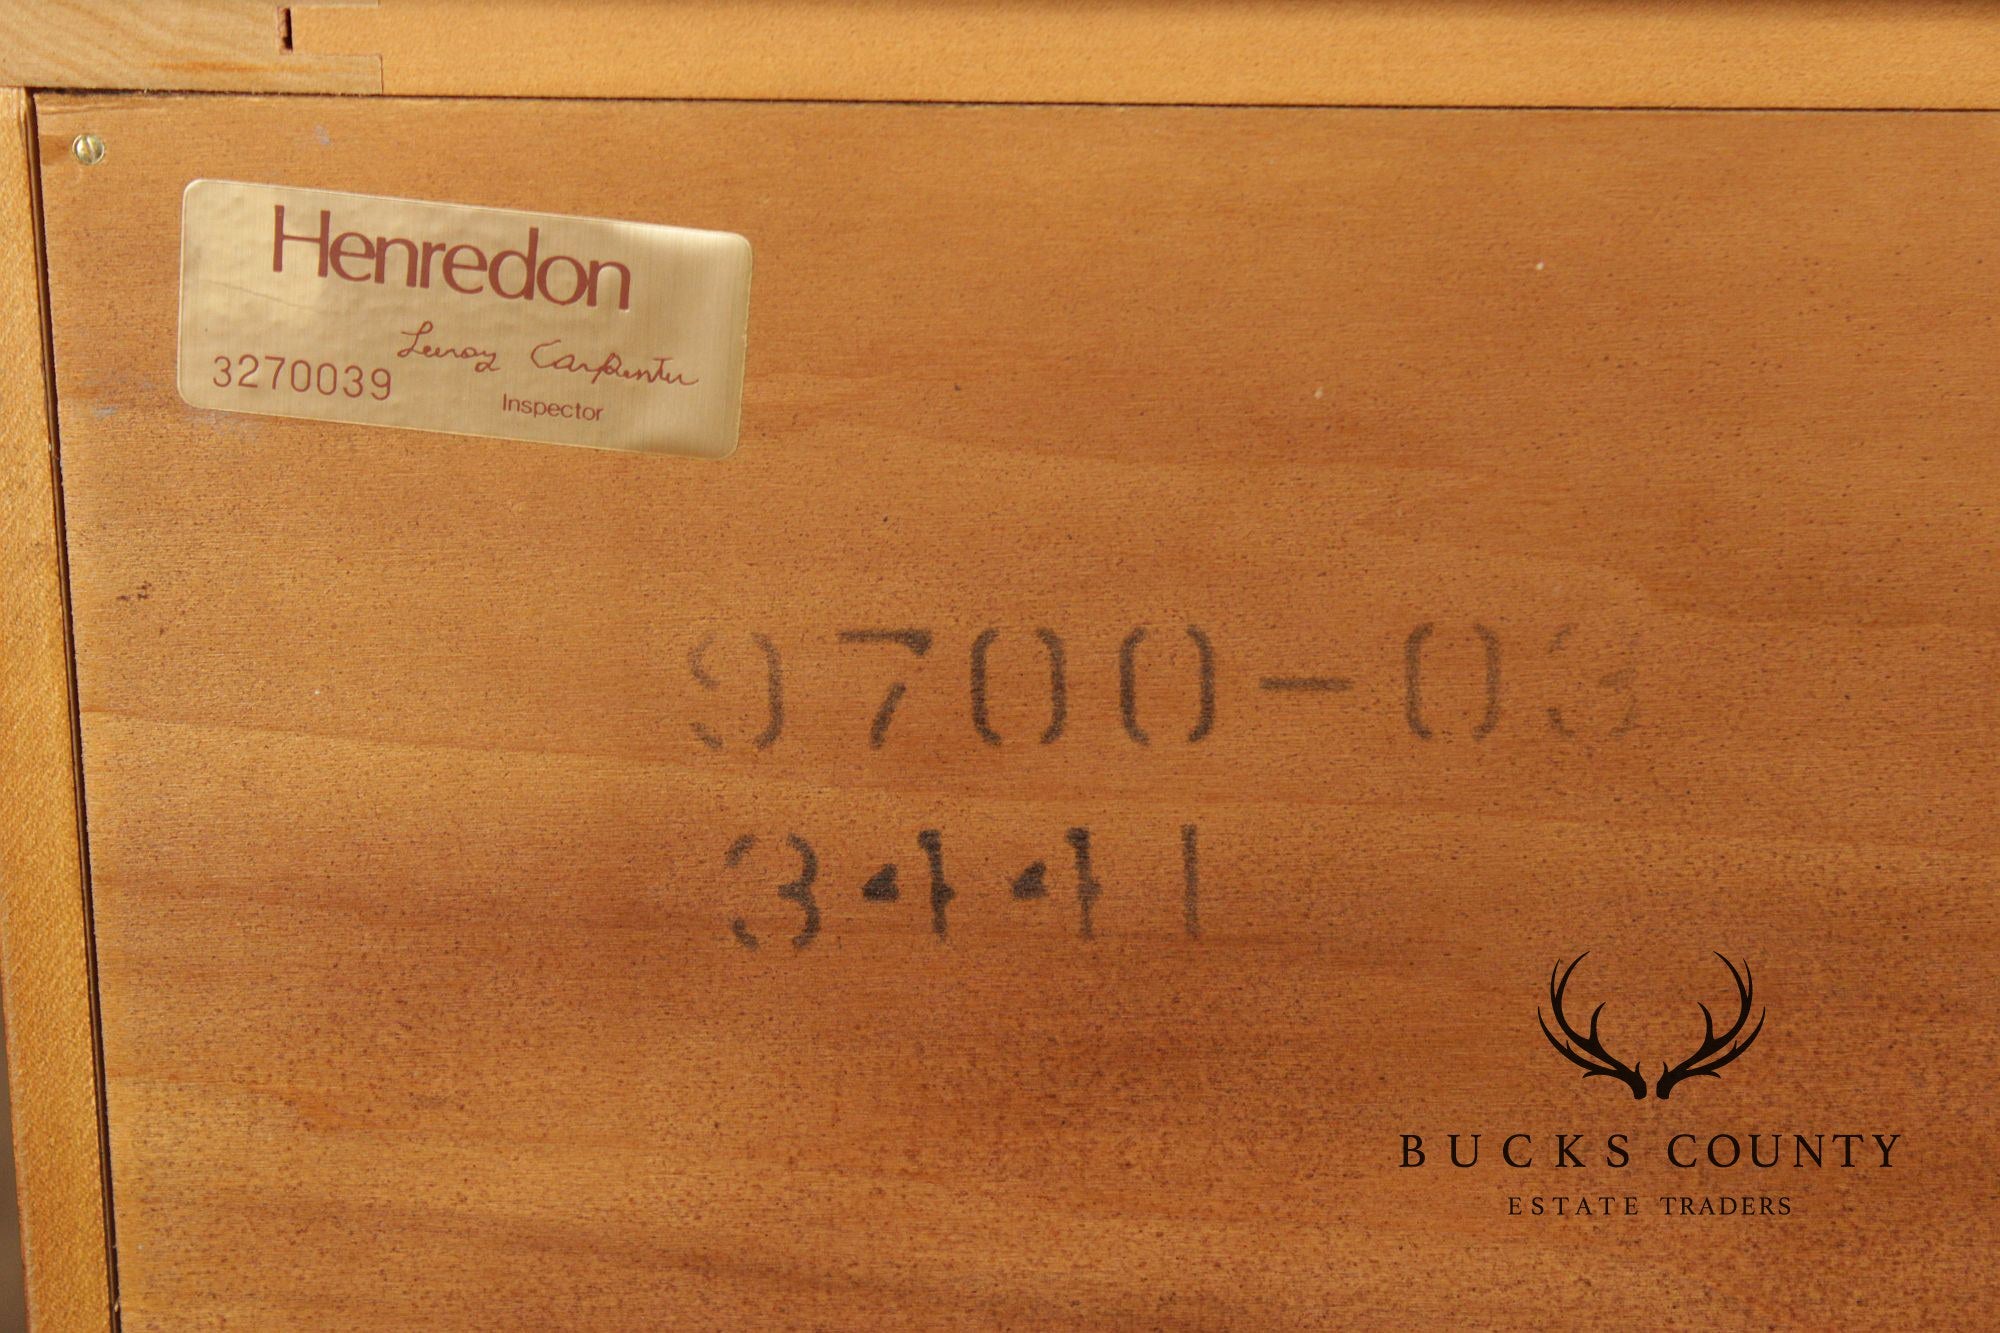 Henredon
Leeroy Carpenter
3270039
Inspector
9700-03
3441
BUCKS COUNTY
ESTATE TRADERS